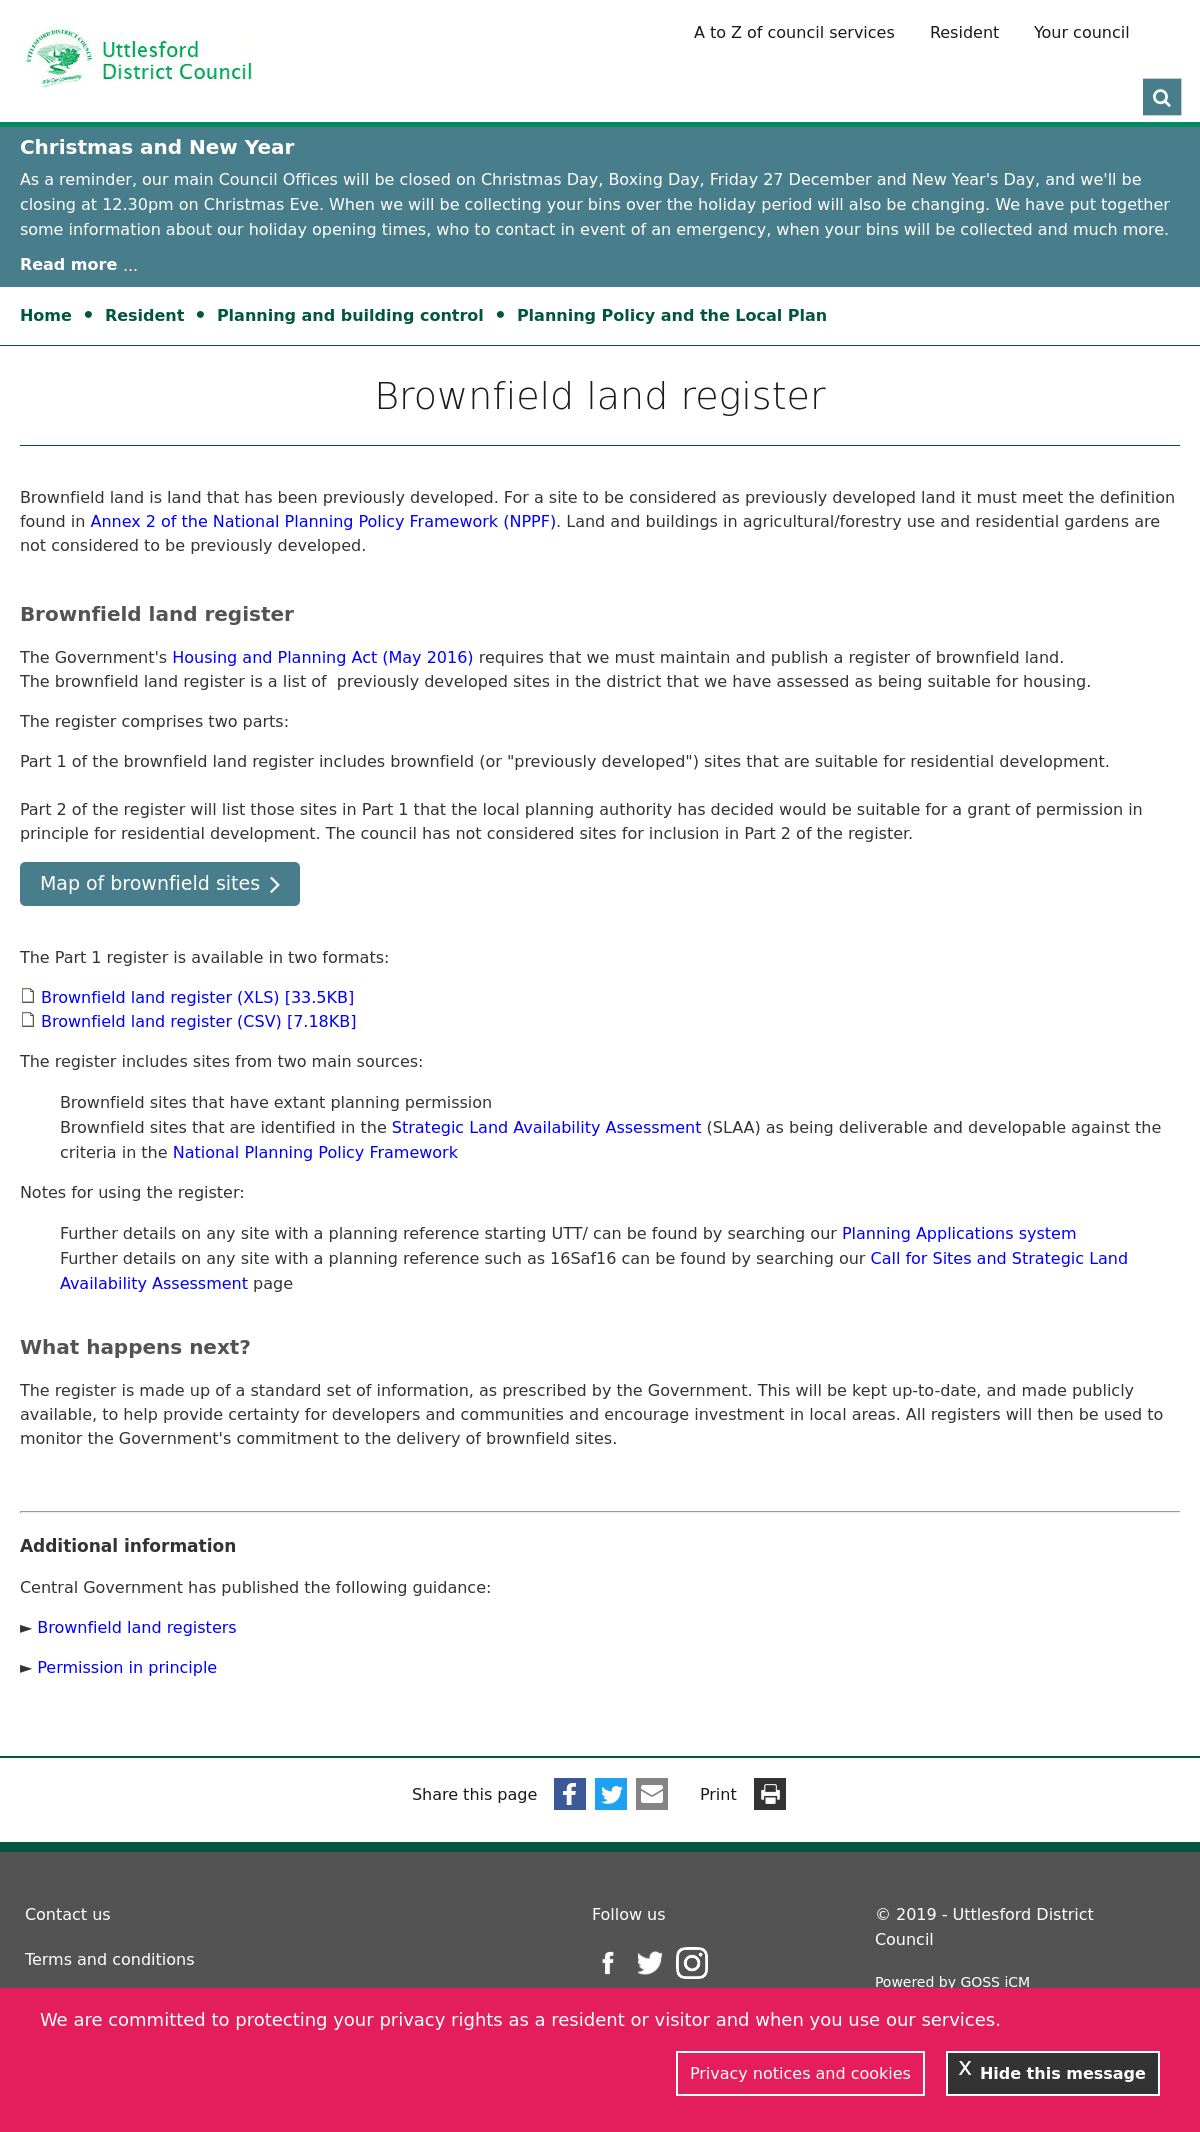 UTTLESFORD DISTRICT COUNCIL
Uttlesford
District Council
A to Z of council services
Resident
Your council
Christmas and New Year
As a reminder, our main Council Offices will be closed on Christmas Day, Boxing Day, Friday 27 December and New Year's Day, and we'll be
closing at 12.30pm on Christmas Eve. When we will be collecting your bins over the holiday period will also be changing. We have put together
some information about our holiday opening times, who to contact in event of an emergency, when your bins will be collected and much more.
Read more ...
Home • Resident • Planning and building control • Planning Policy and the Local Plan
Brownfield land register
Brownfield land is land that has been previously developed. For a site to be considered as previously developed land it must meet the definition
found in Annex 2 of the National Planning Policy Framework (NPPF). Land and buildings in agricultural/forestry use and residential gardens are
not considered to be previously developed.
Brownfield land register
The Government's Housing and Planning Act (May 2016) requires that we must maintain and publish a register of brownfield land.
The brownfield land register is a list of  previously developed sites in the district that we have assessed as being suitable for housing.
The register comprises two parts:
Part 1 of the brownfield land register includes brownfield (or "previously developed") sites that are suitable for residential development.
Part 2 of the register will list those sites in Part 1 that the local planning authority has decided would be suitable for a grant of permission in
principle for residential development. The council has not considered sites for inclusion in Part 2 of the register.
Map of brownfield sites
The Part 1 register is available in two formats:
Brownfield land register (XLS) [33.5KB]
Brownfield land register (CSV) [7.18KB]
The register includes sites from two main sources:
Brownfield sites that have extant planning permission
Brownfield sites that are identified in the Strategic Land Availability Assessment (SLAA) as being deliverable and developable against the
criteria in the National Planning Policy Framework
Notes for using the register:
Further details on any site with a planning reference starting UTT/ can be found by searching our Planning Applications system
Further details on any site with a planning reference such as 16Saf16 can be found by searching our Call for Sites and Strategic Land
Availability Assessment page
What happens next?
The register is made up of a standard set of information, as prescribed by the Government. This will be kept up-to-date, and made publicly
available, to help provide certainty for developers and communities and encourage investment in local areas. All registers will then be used to
monitor the Government's commitment to the delivery of brownfield sites.
Additional information
Central Government has published the following guidance:
► Brownfield land registers
► Permission in principle
Share this page
Print
Contact us
Terms and conditions
Follow us
© 2019 - Uttlesford District
Council
Powered by GOSS iCM
We are committed to protecting your privacy rights as a resident or visitor and when you use our services.
Privacy notices and cookies
X Hide this message